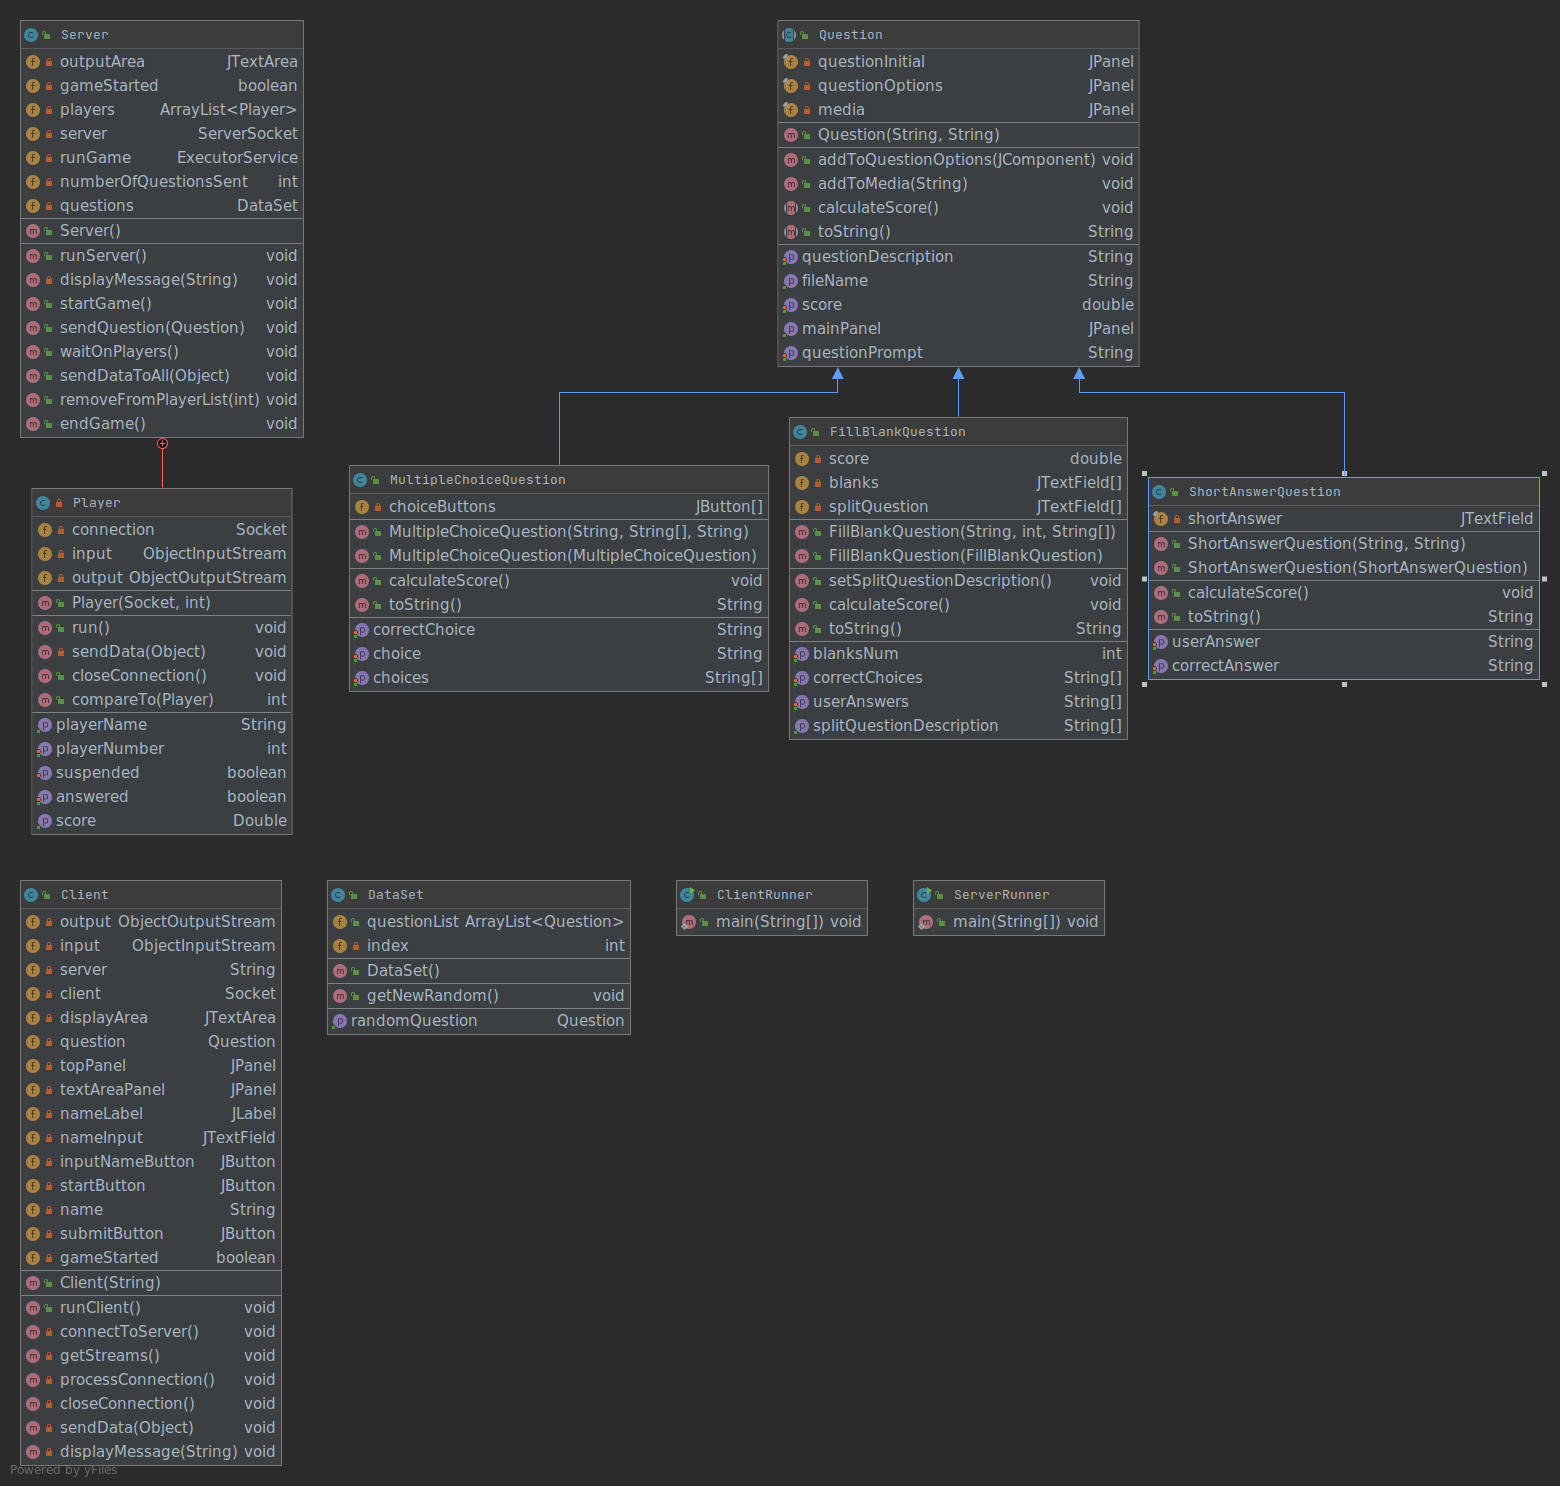 Server
outputArea JTextArea
gameStarted boolean
players ArrayList<Player>
server ServerSocket
runGame ExecutorService
numberOfQuestionsSent int
questions DataSet
Server()
runServer() void
displayMessage(String) void
startGame() void
sendQuestion(Question) void
waitOnPlayers() void
sendDataToAll(Object) void
removeFromPlayerList(int) void
endGame() void
Question
questionInitial JPanel
questionOptions JPanel
media JPanel
Question(String, String)
addToQuestionOptions(JComponent) void
addToMedia(String) void
calculateScore() void
toString() String
questionDescription String
fileName String
score double
mainPanel JPanel
questionPrompt String
Player
connection Socket
input ObjectInputStream
output ObjectOutputStream
Player(Socket, int)
run() void
sendData(Object) void
closeConnection() void
compareTo(Player) int
playerName String
playerNumber int
suspended boolean
answered boolean
score Double
MultipleChoiceQuestion
choiceButtons JButton[]
MultipleChoiceQuestion(String, String[], String)
MultipleChoiceQuestion(MultipleChoiceQuestion)
calculateScore() void
toString() String
correctChoice String
choice String
choices String[]
FillBlankQuestion
score double
blanks JTextField[]
splitQuestion JTextField[]
FillBlankQuestion(String, int, String[])
FillBlankQuestion(FillBlankQuestion)
setSplitQuestionDescription() void
calculateScore() void
toString() String
blanksNum int
correctChoices String[]
userAnswers String[]
splitQuestionDescription String[]
ShortAnswerQuestion
shortAnswer JTextField
ShortAnswerQuestion(String, String)
ShortAnswerQuestion(ShortAnswerQuestion)
calculateScore() void
toString() String
userAnswer String
correctAnswer String
Client
output ObjectOutputStream
input ObjectInputStream
server String
client Socket
displayArea JTextArea
question Question
topPanel JPanel
textAreaPanel JPanel
nameLabel JLabel
nameInput JTextField
inputNameButton JButton
startButton JButton
name String
submitButton JButton
gameStarted boolean
Client(String)
runClient() void
connectToServer() void
getStreams() void
processConnection() void
closeConnection() void
sendData(Object) void
displayMessage(String) void
DataSet
questionList ArrayList<Question>
index int
DataSet()
getNewRandom() void
randomQuestion Question
ClientRunner
main(String[]) void
ServerRunner
main(String[]) void
Powered by yFiles